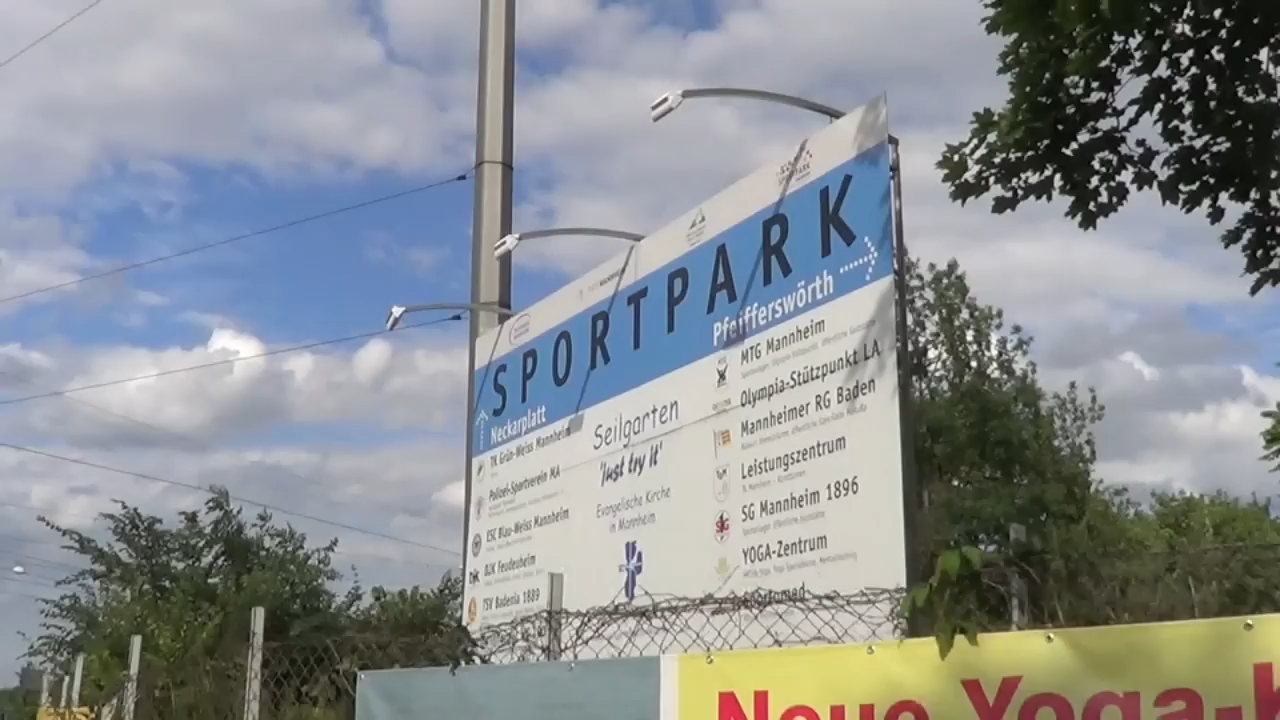 SPORTPARK
Pfeifferswörth
Neckarplatt
TK Grün-Weiss Mannheim
Polizei-Sportverein MA
ESC Blau-Weiss Mannheim
DJK Feudenheim
TSV Badenia 1889
Seilgarten
'Just try it'
Evangelische Kirche
in Mannheim
MTG Mannheim
Olympia-Stützpunkt LA
Mannheimer RG Baden
Leistungszentrum
SG Mannheim 1896
YOGA-Zentrum
Sportomed
Neue Yoga-